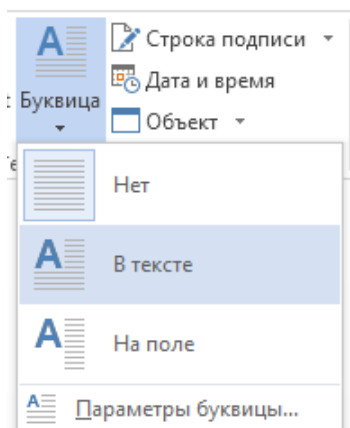 Строка подписи
Буквица
Дата и время
Объект
Нет
В тексте
На поле
Параметры буквицы...